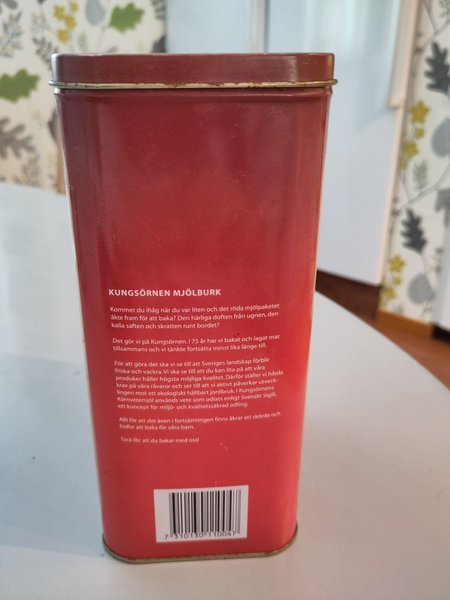 KUNGSÖRNEN MJÖLBURK
Kommer du ihåg när du var liten och det röda mjölpaketet
åkte fram för att baka? Den härliga doften från ugnen, den
kalla saften och skratten runt bordet?
Det gör vi på Kungsörnen. I 75 år har vi bakat och lagat mat
tillsammans och vi tänkte fortsätta minst lika länge till.
För att göra det ska vi se till att Sveriges landskap förblir
friska och vackra. Vi ska se till att du kan lita på att våra
produker håller högsta möjliga kvalitet. Därför ställer vi hårda
krav på våra råvaror och ser till att vi aktivt påverkar utveck-
lingen mot ett ekologiskt hållbart jordbruk. I Kungsörnens
Kärnvetemjöl används vete som odlats enligt Svenskt Sigill,
ett koncept för miljö- och kvalitetssäkrad odling.
Allt för att det även i fortsättningen finns åkrar att skörda och
bullar att baka för våra barn.
Tack för att du bakar med oss!
7 310130 110047